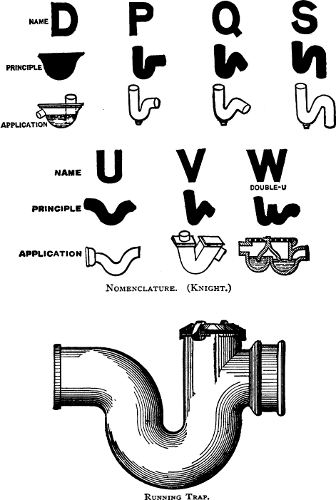 NAME D P Q S
PRINCIPLE
APPLICATION
NAME U V W
DOUBLE-U
PRINCIPLE
APPLICATION
NOMENCLATURE. (KNIGHT.)
RUNNING TRAP.